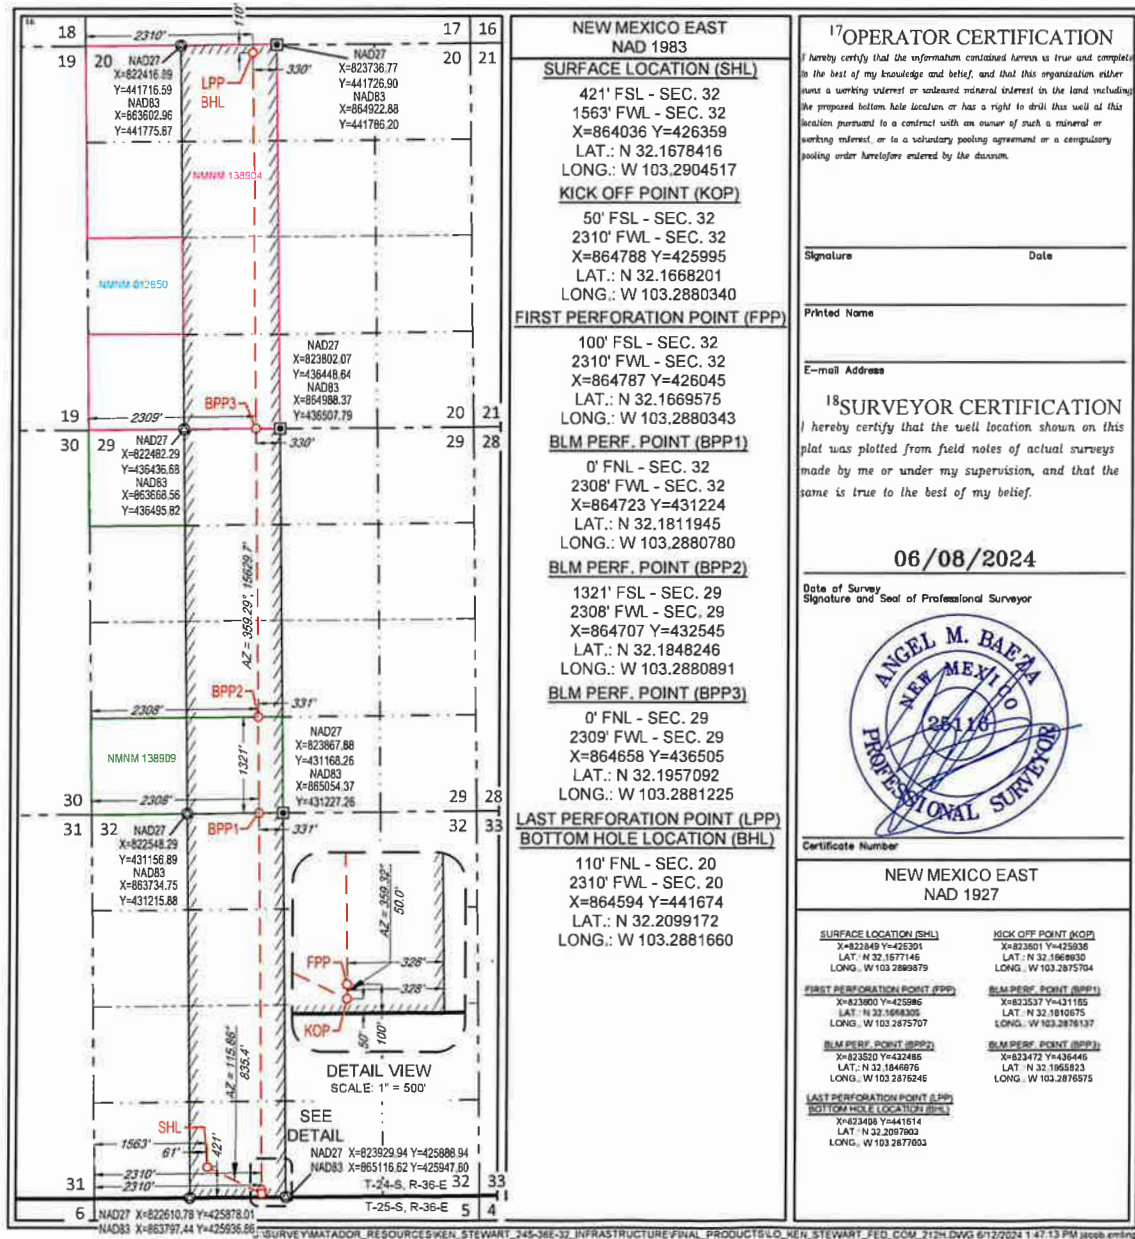 16
18
2310'
110'
17
16
19
20
NAD27
X=822416.89
Y=441716.59
NAD83
X=863602.96
Y=441775.67
LPP
BHL
330'
NAD27
X=823736.77
Y=441726.90
NAD83
X=864922.88
Y=441786.20
20
21
NMNM 138904
NMNM 012850
NAD27
X=823802.07
Y=436448.64
NAD83
X=864988.37
Y=436507.79
19
2309'
BPP3
20
21
30
29
330'
29
28
NAD27
X=822482.29
Y=436436.68
NAD83
X=863668.56
Y=436495.82
AZ = 359.29°, 15629.7'
BPP2
2308'
331'
NMNM 138909
1321'
NAD27
X=823867.88
Y=431168.26
NAD83
X=865054.37
Y=431227.26
30
2308'
29
28
31
32
BPP1
331'
32
33
NAD27
X=822548.29
Y=431156.89
NAD83
X=863734.75
Y=431215.88
AZ = 359.32°
50.0'
FPP
328'
328'
KOP
50'
100'
DETAIL VIEW
SCALE: 1" = 500'
AZ = 115.86°
835.4'
SHL
SEE
DETAIL
1563'
61'
421'
2310'
2310'
NAD27 X=823929.94 Y=425888.94
NAD83 X=865116.62 Y=425947.80
31
T-24-S, R-36-E
32
33
6
T-25-S, R-36-E
5
4
NAD27 X=822610.78 Y=425878.01
NAD83 X=863797.44 Y=425936.86
NEW MEXICO EAST
NAD 1983
SURFACE LOCATION (SHL)
421' FSL - SEC. 32
1563' FWL - SEC. 32
X=864036 Y=426359
LAT.: N 32.1678416
LONG.: W 103.2904517
KICK OFF POINT (KOP)
50' FSL - SEC. 32
2310' FWL - SEC. 32
X=864788 Y=425995
LAT.: N 32.1668201
LONG.: W 103.2880340
FIRST PERFORATION POINT (FPP)
100' FSL - SEC. 32
2310' FWL - SEC. 32
X=864787 Y=426045
LAT.: N 32.1669575
LONG.: W 103.2880343
BLM PERF. POINT (BPP1)
0' FNL - SEC. 32
2308' FWL - SEC. 32
X=864723 Y=431224
LAT.: N 32.1811945
LONG.: W 103.2880780
BLM PERF. POINT (BPP2)
1321' FSL - SEC. 29
2308' FWL - SEC. 29
X=864707 Y=432545
LAT.: N 32.1848246
LONG.: W 103.2880891
BLM PERF. POINT (BPP3)
0' FNL - SEC. 29
2309' FWL - SEC. 29
X=864658 Y=436505
LAT.: N 32.1957092
LONG.: W 103.2881225
LAST PERFORATION POINT (LPP)
BOTTOM HOLE LOCATION (BHL)
110' FNL - SEC. 20
2310' FWL - SEC. 20
X=864594 Y=441674
LAT.: N 32.2099172
LONG.: W 103.2881660
17OPERATOR CERTIFICATION
I hereby certify that the information contained herein is true and complete
to the best of my knowledge and belief, and that this organization either
owns a working interest or unleased mineral interest in the land including
the proposed bottom hole location or has a right to drill this well at this
location pursuant to a contract with an owner of such a mineral or
working interest, or to a voluntary pooling agreement or a compulsory
pooling order heretofore entered by the division.
Signature Date
Printed Name
E-mail Address
18SURVEYOR CERTIFICATION
I hereby certify that the well location shown on this
plat was plotted from field notes of actual surveys
made by me or under my supervision, and that the
same is true to the best of my belief.
06/08/2024
Date of Survey
Signature and Seal of Professional Surveyor
ANGEL M. BAEZA
NEW MEXICO
25116
PROFESSIONAL SURVEYOR
Certificate Number
NEW MEXICO EAST
NAD 1927
SURFACE LOCATION (SHL)
X=822849 Y=426301
LAT.: N 32.1677146
LONG.: W 103.2899879
KICK OFF POINT (KOP)
X=823601 Y=425936
LAT.: N 32.1666930
LONG.: W 103.2875704
FIRST PERFORATION POINT (FPP)
X=823600 Y=425986
LAT.: N 32.1668305
LONG.: W 103.2875707
BLM PERF. POINT (BPP1)
X=823537 Y=431165
LAT.: N 32.1810675
LONG.: W 103.2876137
BLM PERF. POINT (BPP2)
X=823520 Y=432486
LAT.: N 32.1846976
LONG.: W 103.2876246
BLM PERF. POINT (BPP3)
X=823472 Y=436446
LAT.: N 32.1955823
LONG.: W 103.2876575
LAST PERFORATION POINT (LPP)
BOTTOM HOLE LOCATION (BHL)
X=823408 Y=441614
LAT.: N 32.2097903
LONG.: W 103.2877003
S:\SURVEY\MATADOR_RESOURCES\KEN_STEWART_24S-36E-32_INFRASTRUCTURE\FINAL_PRODUCTS\LO_KEN_STEWART_FED_COM_212H.DWG 6/12/2024 1:47:13 PM jacob.emling